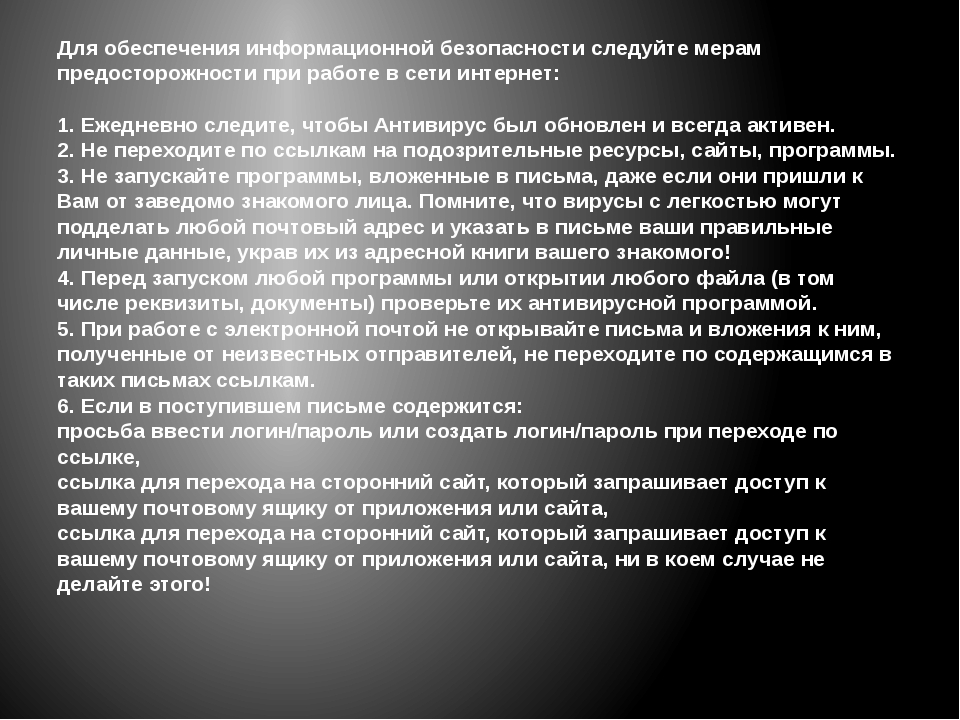 Для обеспечения информационной безопасности следуйте мерам
предосторожности при работе в сети интернет:
1. Ежедневно следите, чтобы Антивирус был обновлен и всегда активен.
2. Не переходите по ссылкам на подозрительные ресурсы, сайты, программы.
3. Не запускайте программы, вложенные в письма, даже если они пришли к
Вам от заведомо знакомого лица. Помните, что вирусы с легкостью могут
подделать любой почтовый адрес и указать в письме ваши правильные
личные данные, украв их из адресной книги вашего знакомого!
4. Перед запуском любой программы или открытии любого файла (в том
числе реквизиты, документы) проверьте их антивирусной программой.
5. При работе с электронной почтой не открывайте письма и вложения к ним,
полученные от неизвестных отправителей, не переходите по содержащимся в
таких письмах ссылкам.
6. Если в поступившем письме содержится:
просьба ввести логин/пароль или создать логин/пароль при переходе по
ссылке,
ссылка для перехода на сторонний сайт, который запрашивает доступ к
вашему почтовому ящику от приложения или сайта,
ссылка для перехода на сторонний сайт, который запрашивает доступ к
вашему почтовому ящику от приложения или сайта, ни в коем случае не
делайте этого!